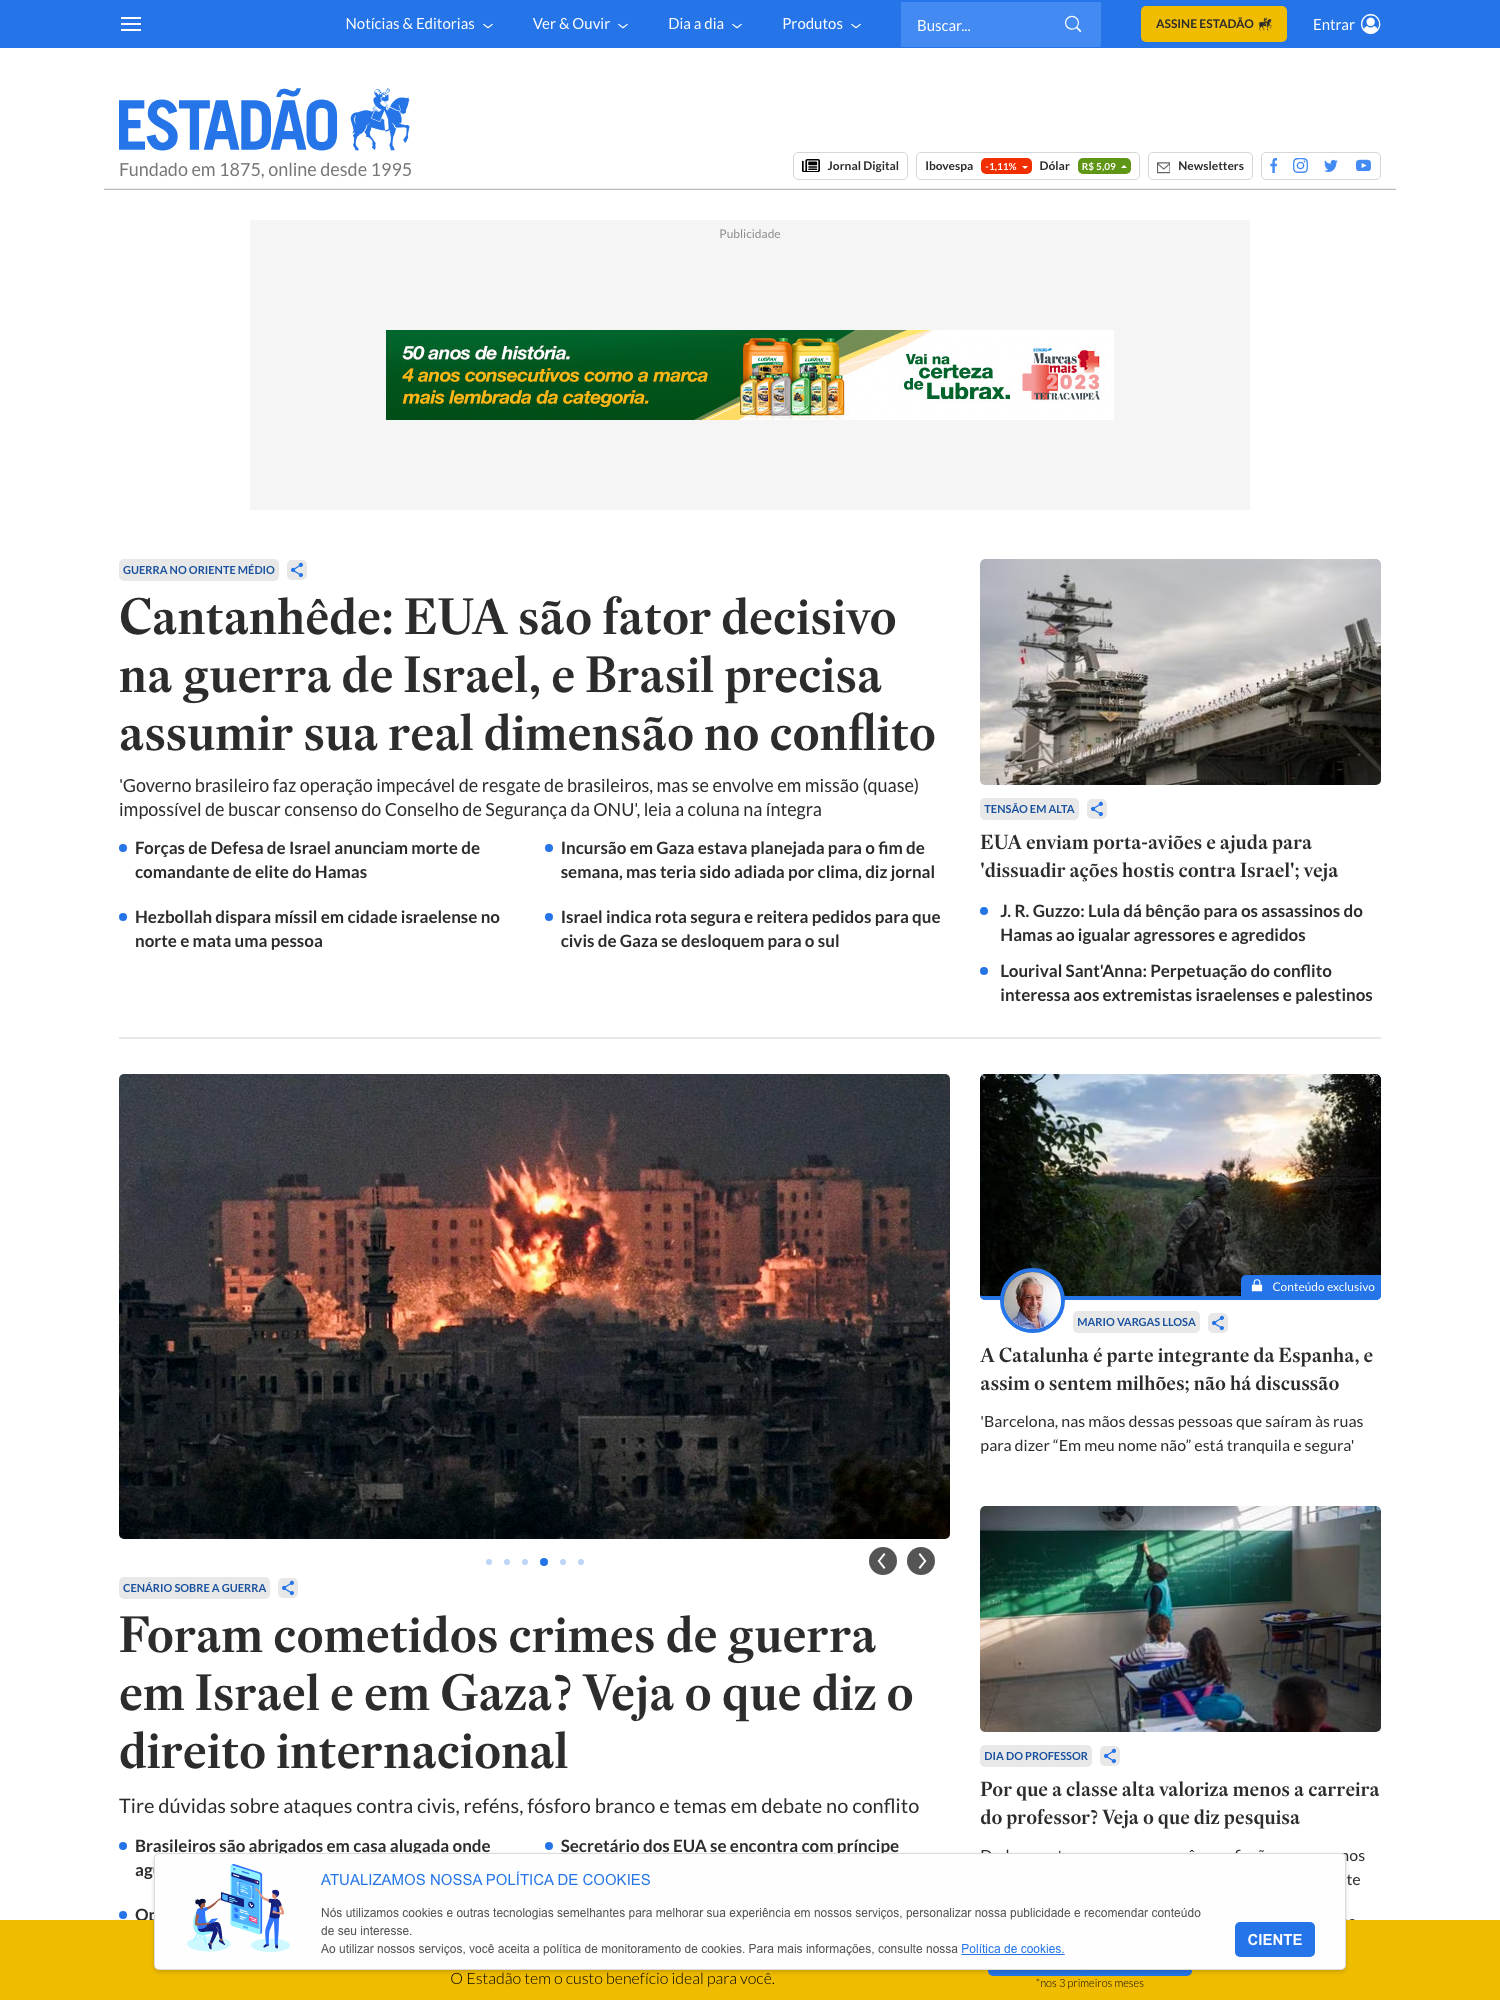 Notícias & Editorias
Ver & Ouvir
Dia a dia
Produtos
Buscar...
ASSINE ESTADÃO
Entrar
ESTADÃO
Fundado em 1875, online desde 1995
Jornal Digital
Ibovespa -1,11% Dólar R$ 5,09
Newsletters
Publicidade
50 anos de história.
4 anos consecutivos como a marca
mais lembrada da categoria.
Vai na
certeza
de Lubrax.
Marcas
mais
2023
TETRACAMPEÃ
GUERRA NO ORIENTE MÉDIO
Cantanhêde: EUA são fator decisivo
na guerra de Israel, e Brasil precisa
assumir sua real dimensão no conflito
'Governo brasileiro faz operação impecável de resgate de brasileiros, mas se envolve em missão (quase)
impossível de buscar consenso do Conselho de Segurança da ONU', leia a coluna na íntegra
Forças de Defesa de Israel anunciam morte de
comandante de elite do Hamas
Incursão em Gaza estava planejada para o fim de
semana, mas teria sido adiada por clima, diz jornal
Hezbollah dispara míssil em cidade israelense no
norte e mata uma pessoa
Israel indica rota segura e reitera pedidos para que
civis de Gaza se desloquem para o sul
IKE
TENSÃO EM ALTA
EUA enviam porta-aviões e ajuda para
'dissuadir ações hostis contra Israel'; veja
J. R. Guzzo: Lula dá bênção para os assassinos do
Hamas ao igualar agressores e agredidos
Lourival Sant'Anna: Perpetuação do conflito
interessa aos extremistas israelenses e palestinos
CENÁRIO SOBRE A GUERRA
Foram cometidos crimes de guerra
em Israel e em Gaza? Veja o que diz o
direito internacional
Tire dúvidas sobre ataques contra civis, reféns, fósforo branco e temas em debate no conflito
Brasileiros são abrigados em casa alugada onde
Secretário dos EUA se encontra com príncipe
Conteúdo exclusivo
MARIO VARGAS LLOSA
A Catalunha é parte integrante da Espanha, e
assim o sentem milhões; não há discussão
'Barcelona, nas mãos dessas pessoas que saíram às ruas
para dizer “Em meu nome não” está tranquila e segura'
DIA DO PROFESSOR
Por que a classe alta valoriza menos a carreira
do professor? Veja o que diz pesquisa
ATUALIZAMOS NOSSA POLÍTICA DE COOKIES
Nós utilizamos cookies e outras tecnologias semelhantes para melhorar sua experiência em nossos serviços, personalizar nossa publicidade e recomendar conteúdo
de seu interesse.
Ao utilizar nossos serviços, você aceita a política de monitoramento de cookies. Para mais informações, consulte nossa Política de cookies.
CIENTE
O Estadão tem o custo benefício ideal para você.
*nos 3 primeiros meses